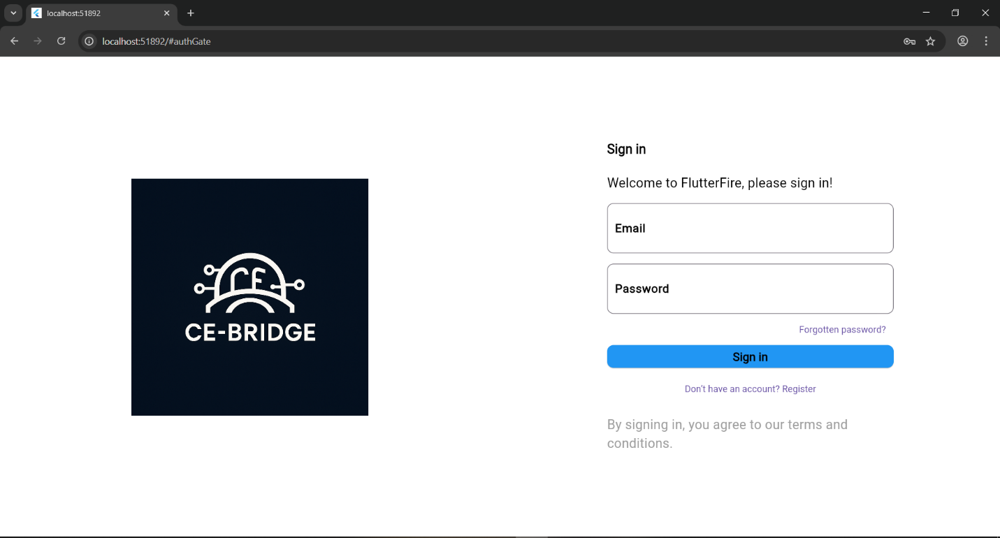 localhost:51892
localhost:51892/#authGate
CE
CE-BRIDGE
Sign in
Welcome to FlutterFire, please sign in!
Email
Password
Forgotten password?
Sign in
Don't have an account? Register
By signing in, you agree to our terms and
conditions.